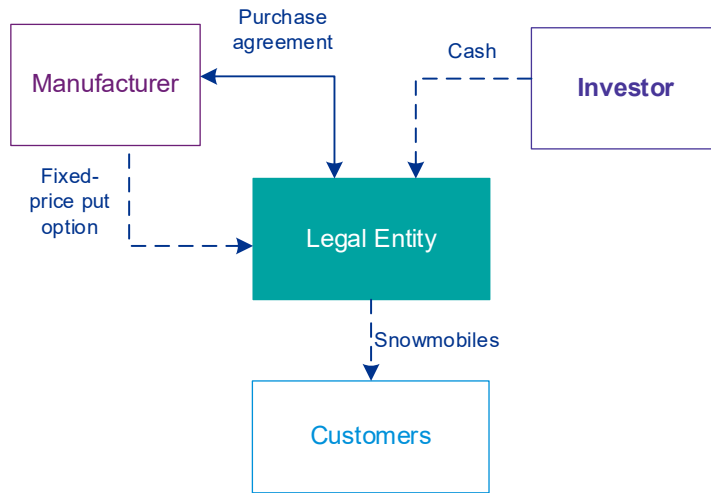 Purchase
agreement
Manufacturer
Cash
Investor
Fixed-
price put
option
Legal Entity
Snowmobiles
Customers